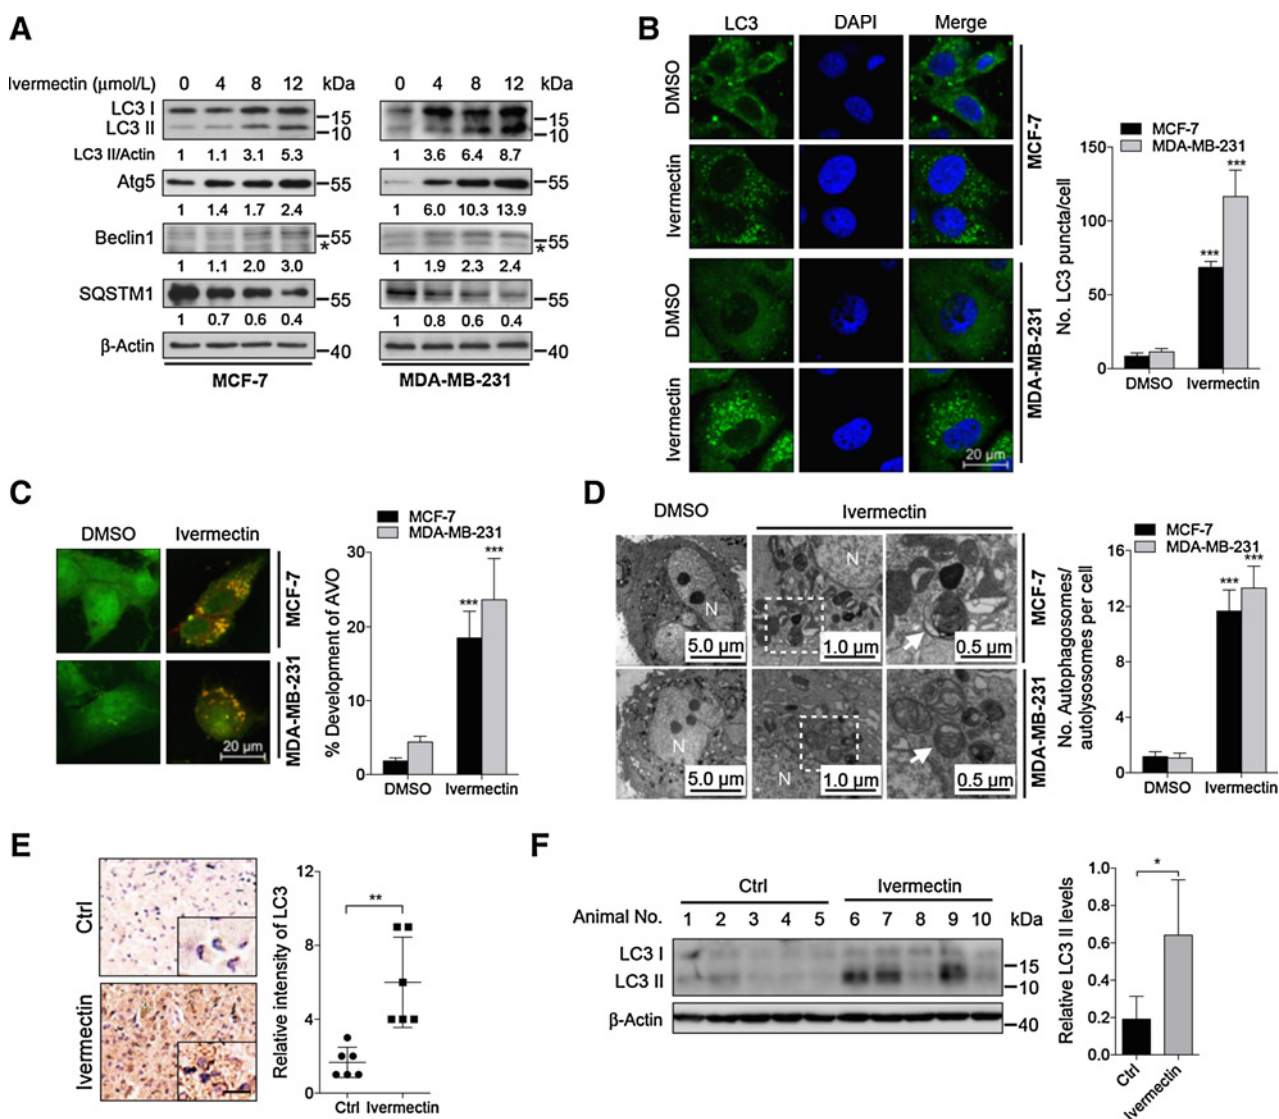 A
Ivermectin (μmol/L) 0 4 8 12 kDa 0 4 8 12 kDa
LC3 I
15 15
LC3 II
10 10
LC3 II/Actin 1 1.1 3.1 5.3 1 3.6 6.4 8.7
Atg5 55 55
1 1.4 1.7 2.4 1 6.0 10.3 13.9
Beclin1 55 55
* *
1 1.1 2.0 3.0 1 1.9 2.3 2.4
SQSTM1 55 55
1 0.7 0.6 0.4 1 0.8 0.6 0.4
β-Actin 40 40
MCF-7 MDA-MB-231
B
LC3 DAPI Merge
DMSO
Ivermectin
MCF-7
DMSO
Ivermectin
MDA-MB-231
20 μm
MCF-7
MDA-MB-231
No. LC3 puncta/cell
150
100
50
0
***
***
DMSO Ivermectin
C
DMSO Ivermectin
MCF-7
MDA-MB-231
20 μm
MCF-7
MDA-MB-231
% Development of AVO
30
20
10
0
***
***
DMSO Ivermectin
D
DMSO Ivermectin
N N
5.0 μm 1.0 μm 0.5 μm
MCF-7
N N
5.0 μm 1.0 μm 0.5 μm
MDA-MB-231
MCF-7
MDA-MB-231
No. Autophagosomes/
autolysosomes per cell
16
12
8
4
0
***
***
DMSO Ivermectin
E
Ctrl
Ivermectin
Relative intensity of LC3
12
8
4
0
**
Ctrl Ivermectin
F
Ctrl Ivermectin
Animal No. 1 2 3 4 5 6 7 8 9 10 kDa
LC3 I
15
LC3 II
10
β-Actin
40
Relative LC3 II levels
1.0
0.8
0.6
0.4
0.2
0.0
*
Ctrl
Ivermectin